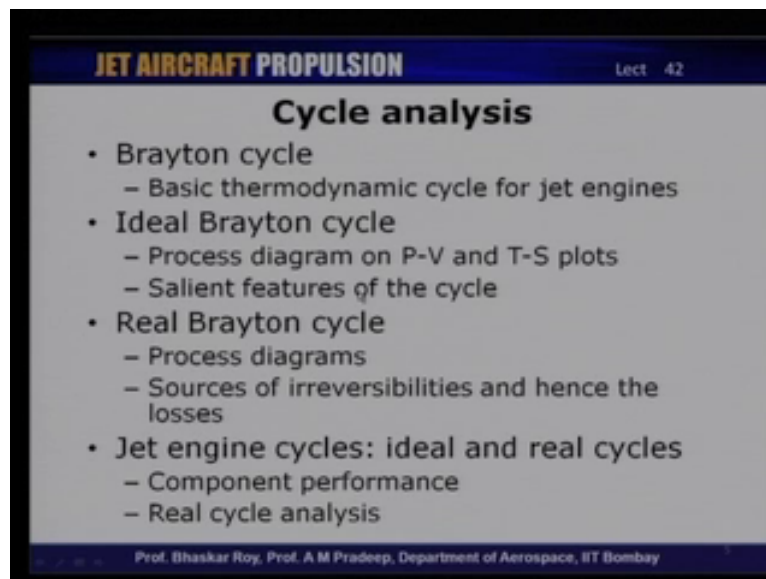 JET AIRCRAFT PROPULSION Lect 42
Cycle analysis
• Brayton cycle
– Basic thermodynamic cycle for jet engines
• Ideal Brayton cycle
– Process diagram on P-V and T-S plots
– Salient features of the cycle
• Real Brayton cycle
– Process diagrams
– Sources of irreversibilities and hence the
losses
• Jet engine cycles: ideal and real cycles
– Component performance
– Real cycle analysis
Prof. Bhaskar Roy, Prof. A M Pradeep, Department of Aerospace, IIT Bombay